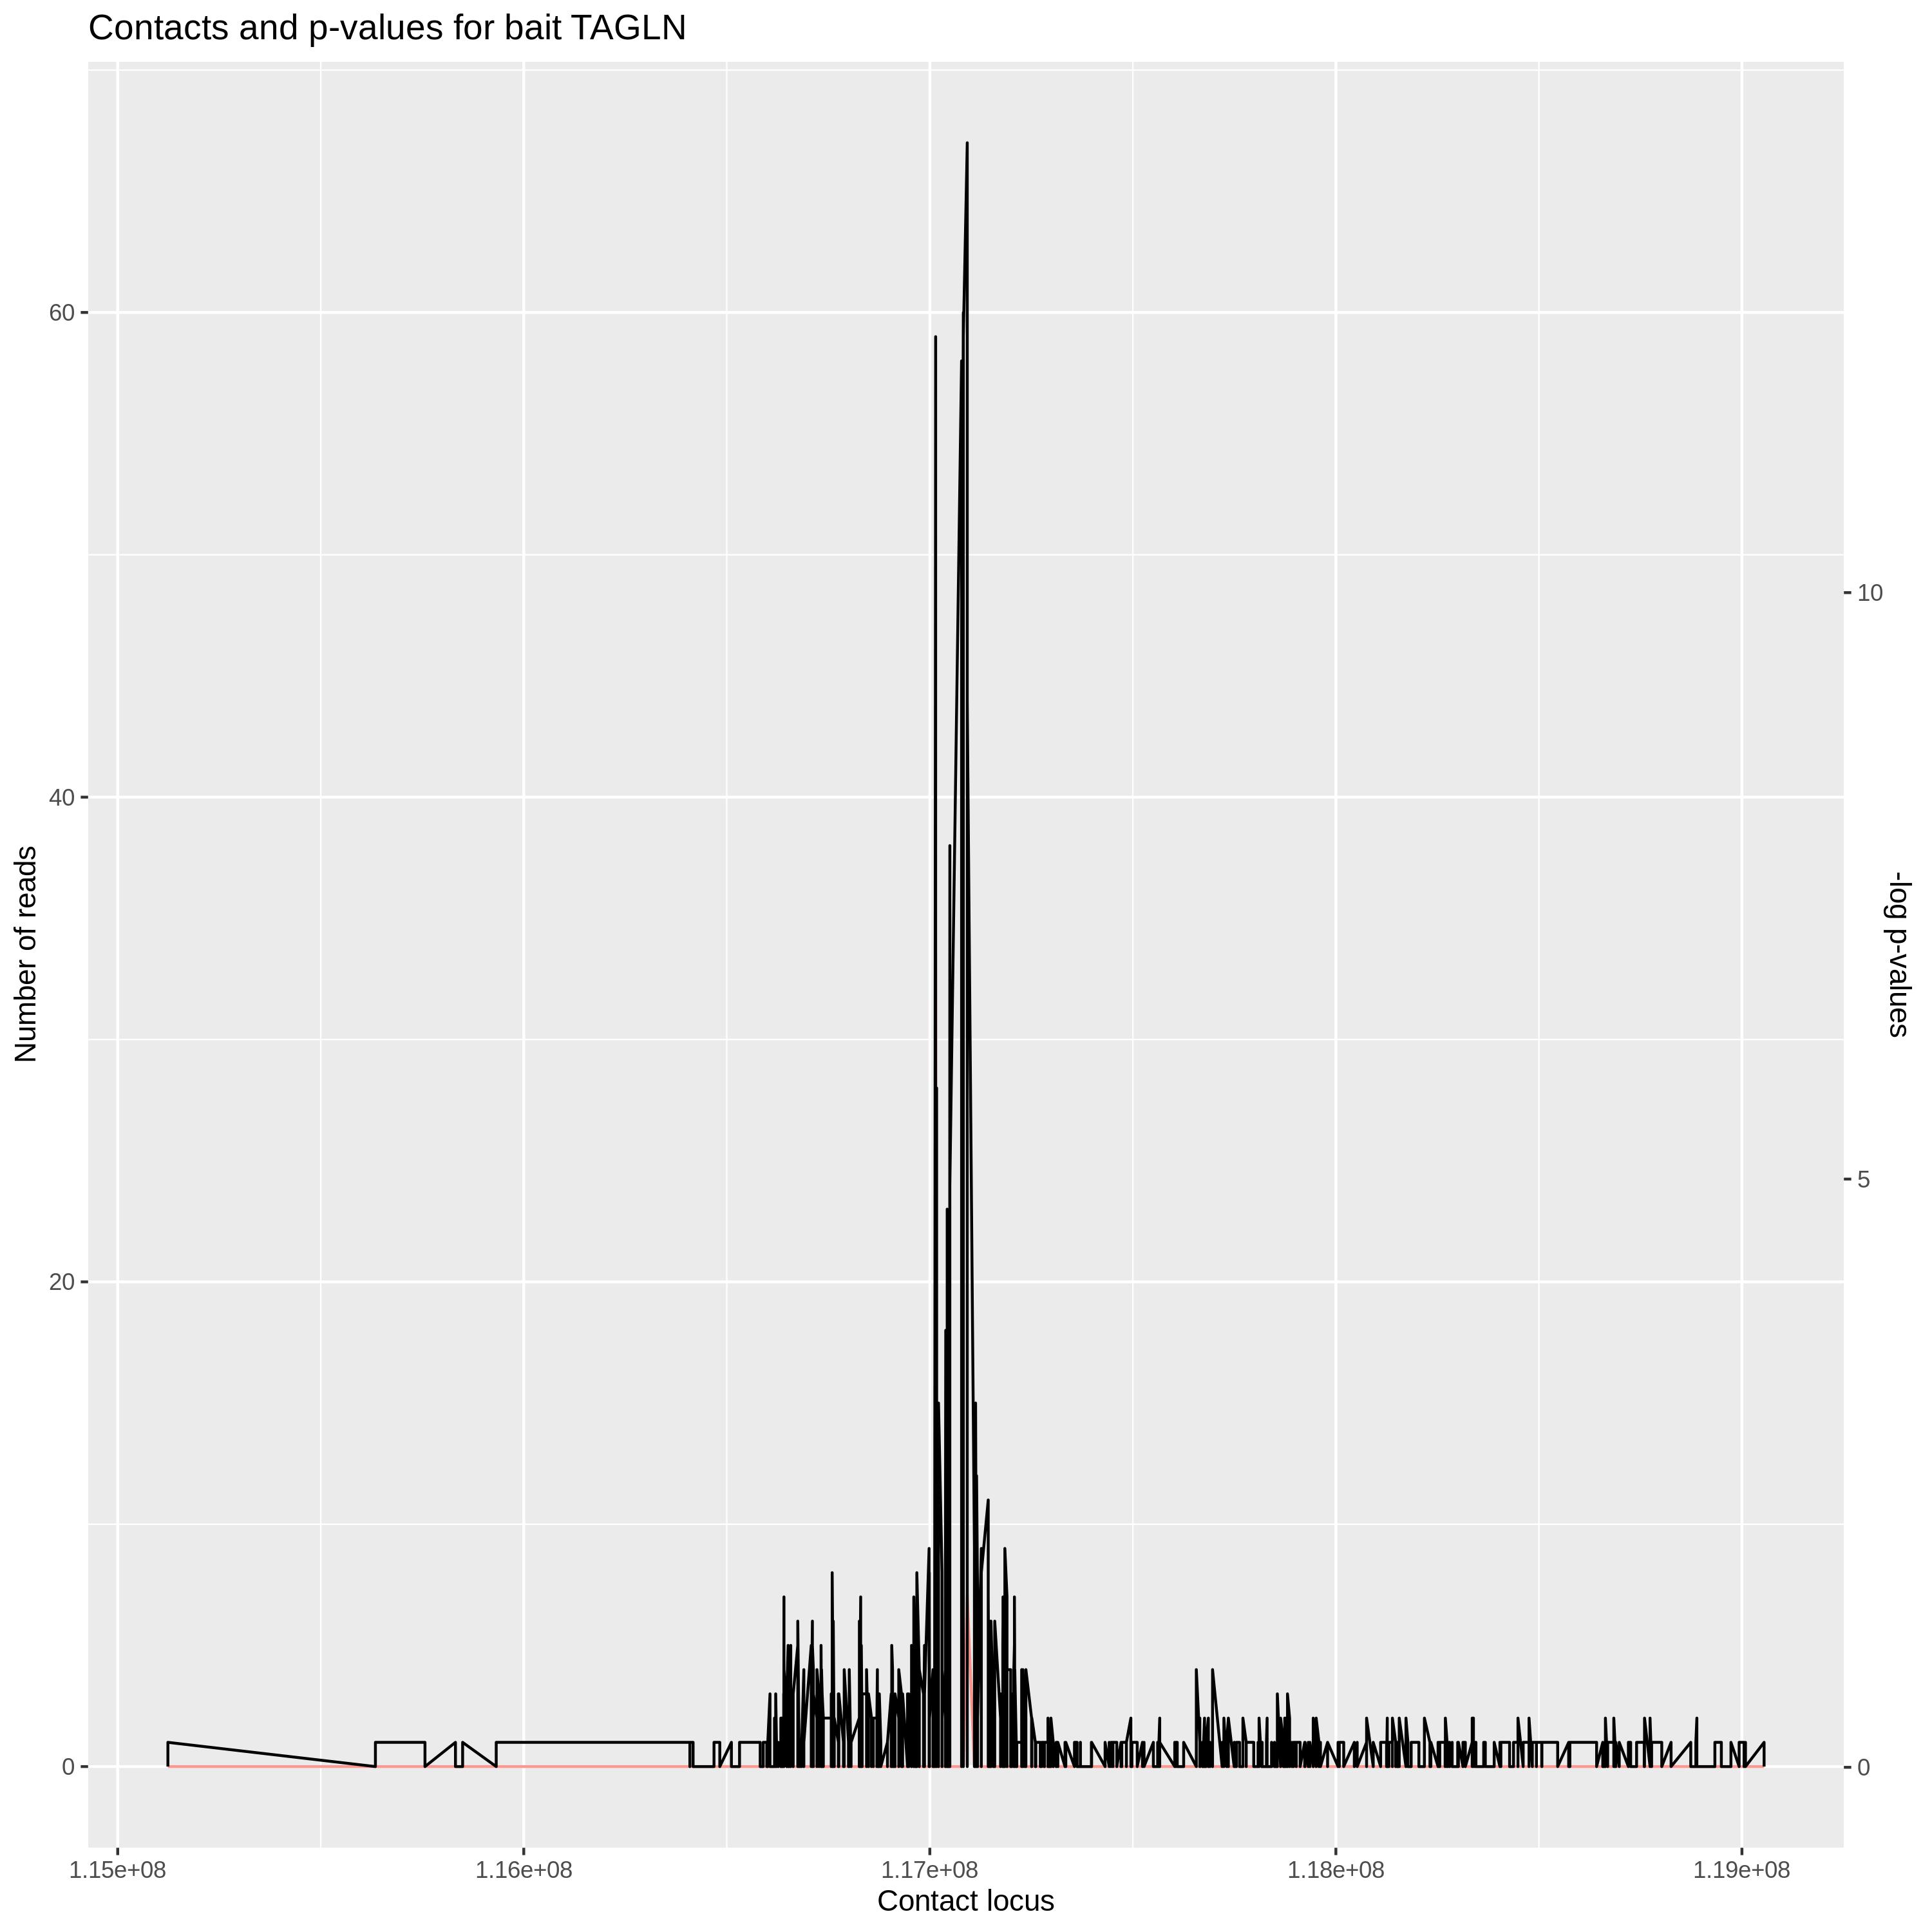 Contacts and p-values for bait TAGLN
Number of reads
60
40
20
0
10
5
0
-log p-values
1.15e+08
1.16e+08
1.17e+08
1.18e+08
1.19e+08
Contact locus